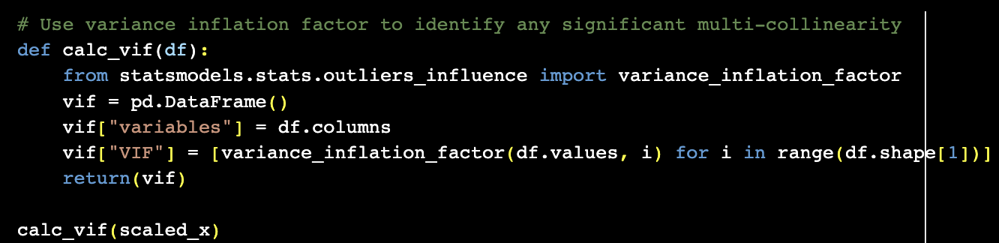 # Use variance inflation factor to identify any significant multi-collinearity
def calc_vif(df):
    from statsmodels.stats.outliers_influence import variance_inflation_factor
    vif = pd.DataFrame()
    vif["variables"] = df.columns
    vif["VIF"] = [variance_inflation_factor(df.values, i) for i in range(df.shape[1])]
    return(vif)

calc_vif(scaled_x)